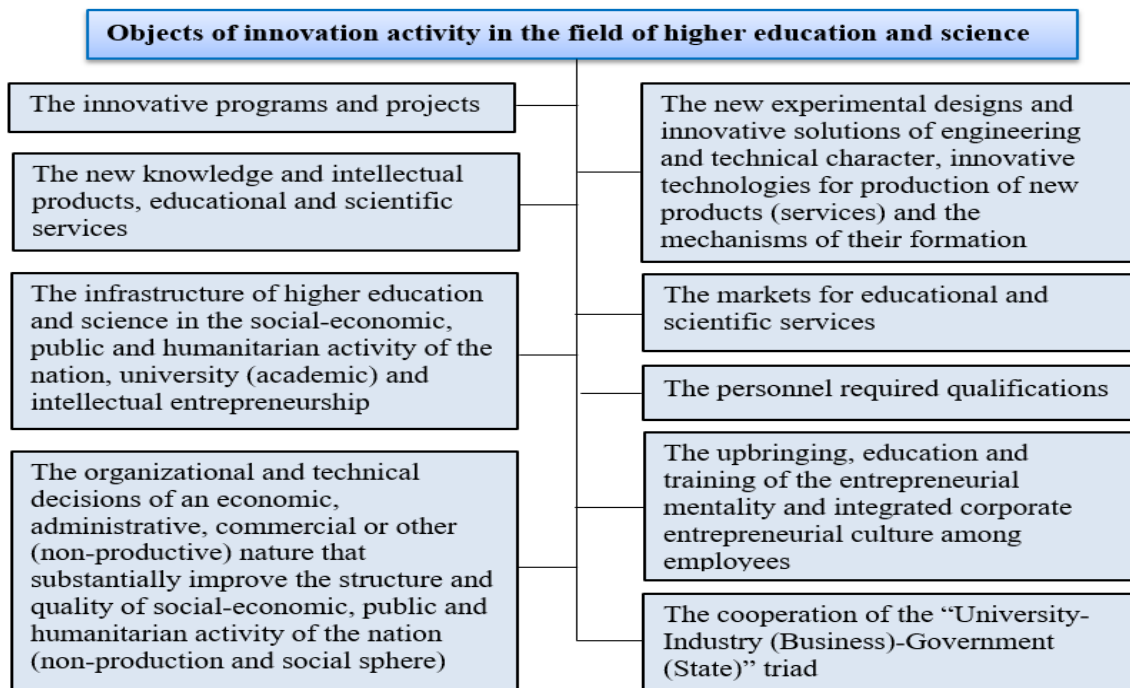 Objects of innovation activity in the field of higher education and science
The innovative programs and projects
The new knowledge and intellectual
products, educational and scientific
services
The infrastructure of higher education
and science in the social-economic,
public and humanitarian activity of the
nation, university (academic) and
intellectual entrepreneurship
The organizational and technical
decisions of an economic,
administrative, commercial or other
(non-productive) nature that
substantially improve the structure and
quality of social-economic, public and
humanitarian activity of the nation
(non-production and social sphere)
The new experimental designs and
innovative solutions of engineering
and technical character, innovative
technologies for production of new
products (services) and the
mechanisms of their formation
The markets for educational and
scientific services
The personnel required qualifications
The upbringing, education and
training of the entrepreneurial
mentality and integrated corporate
entrepreneurial culture among
employees
The cooperation of the “University-
Industry (Business)-Government
(State)” triad